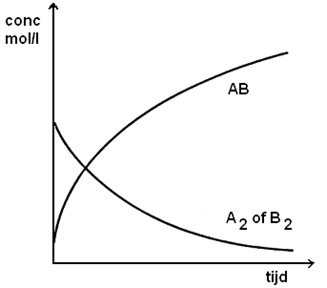 conc
mol/l
AB
A₂ of B₂
tijd